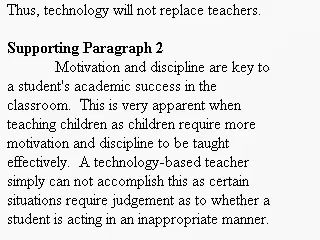 Thus, technology will not replace teachers.
Supporting Paragraph 2
Motivation and discipline are key to
a student's academic success in the
classroom.  This is very apparent when
teaching children as children require more
motivation and discipline to be taught
effectively.  A technology-based teacher
simply can not accomplish this as certain
situations require judgement as to whether a
student is acting in an inappropriate manner.